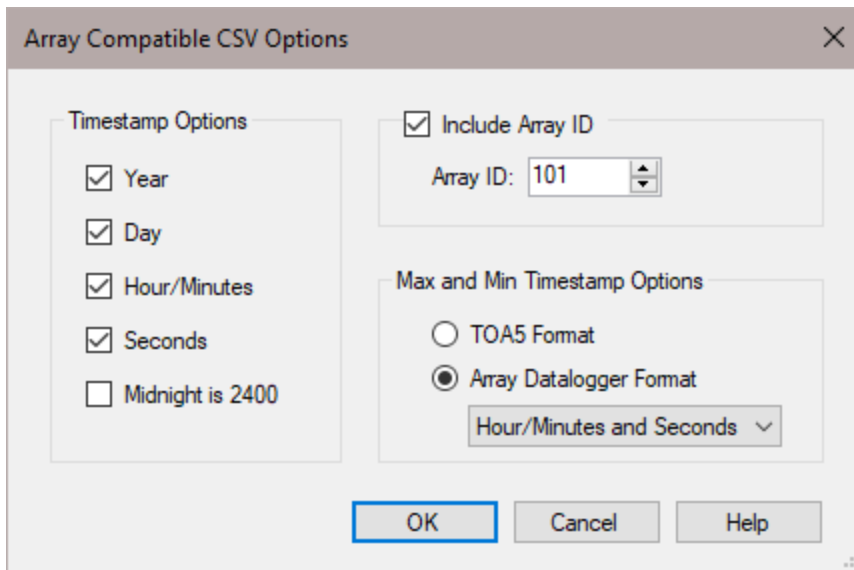 Array Compatible CSV Options
Timestamp Options
Year
Day
Hour/Minutes
Seconds
Midnight is 2400
Include Array ID
Array ID: 101
Max and Min Timestamp Options
TOA5 Format
Array Datalogger Format
Hour/Minutes and Seconds
OK Cancel Help